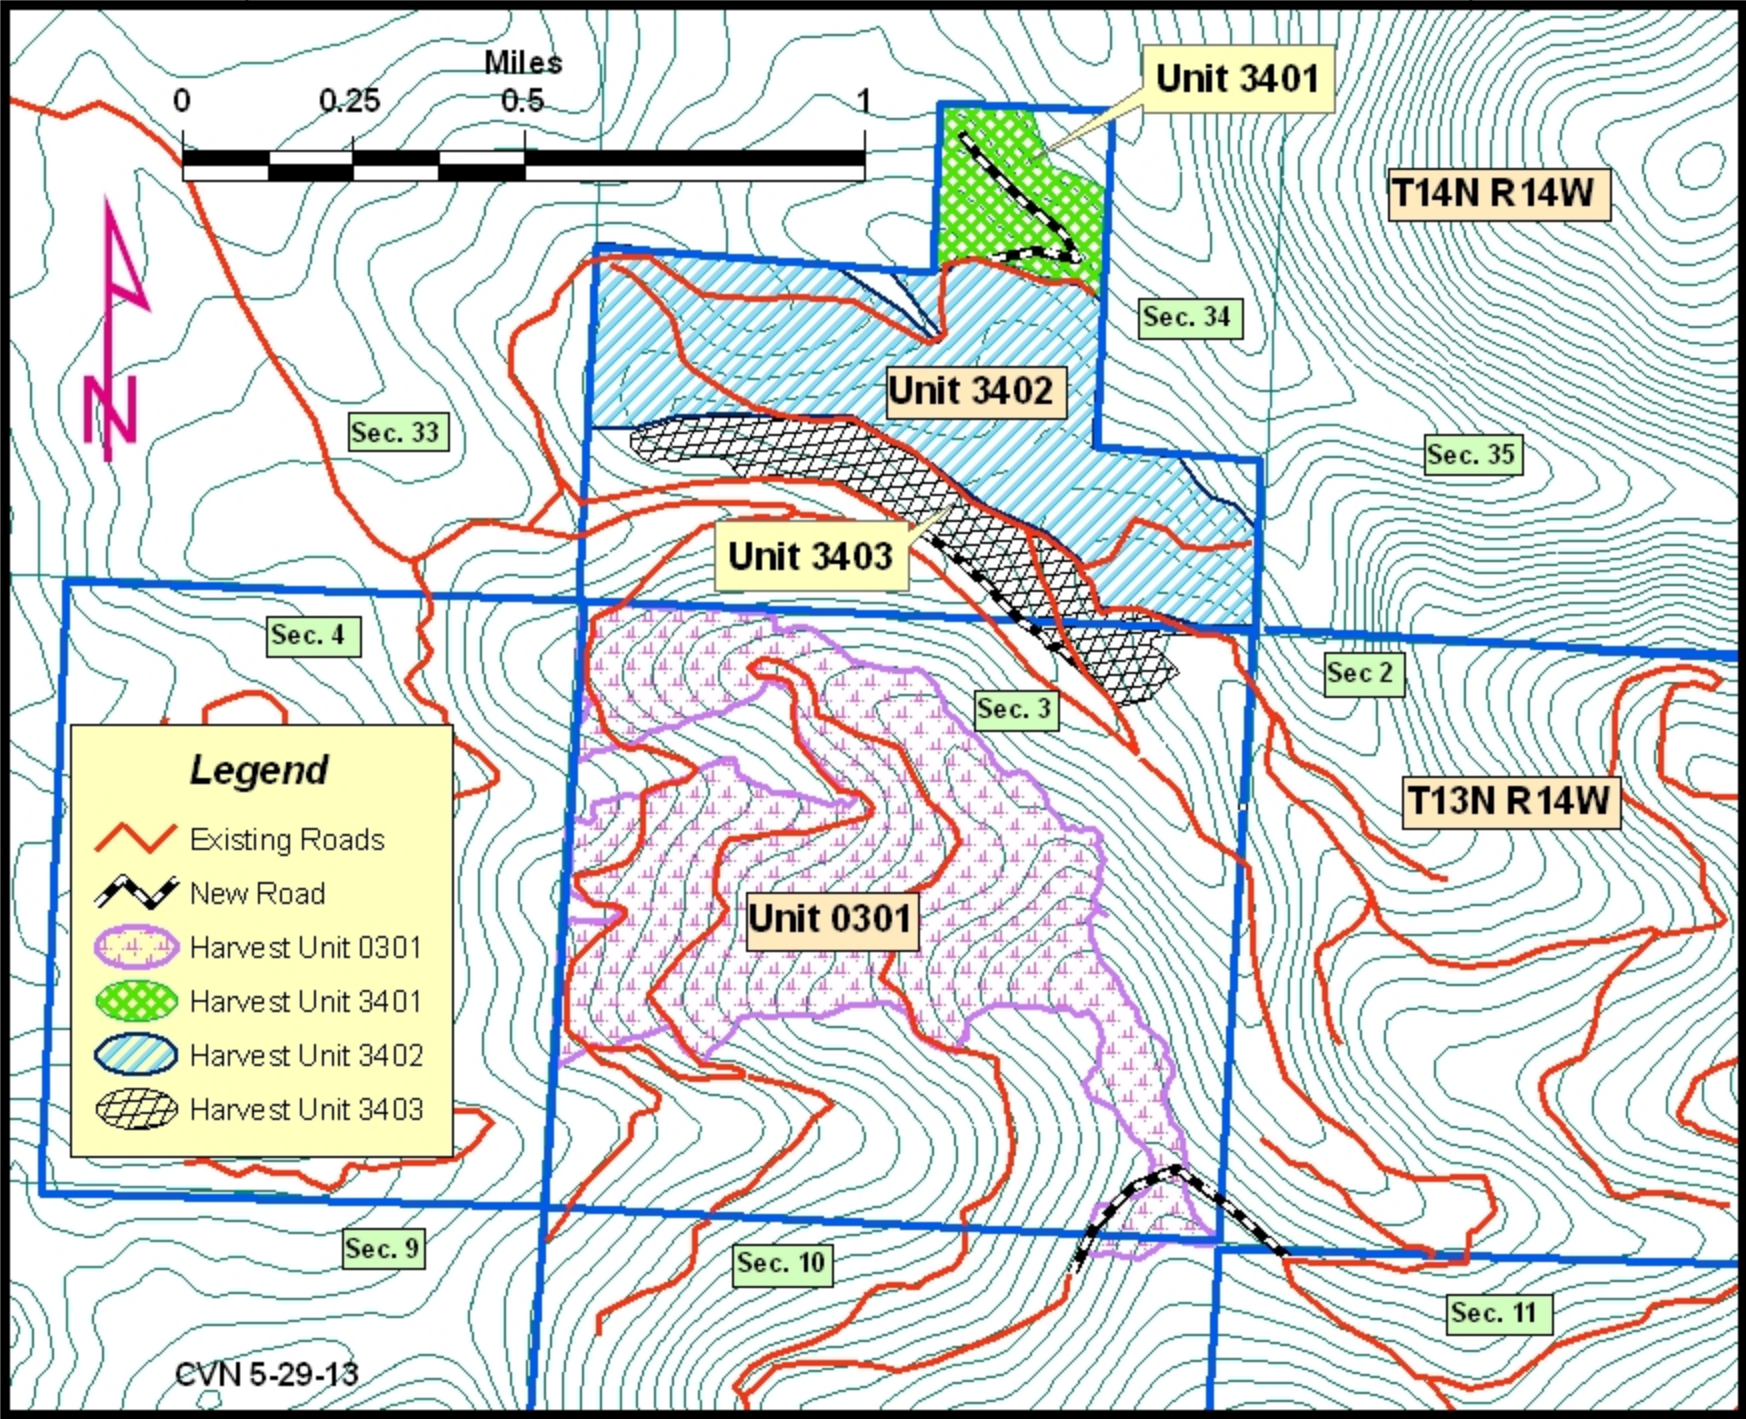 Miles
0 0.25 0.5 1
Unit 3401
T14N R14W
Sec. 34
Unit 3402
Sec. 33
Sec. 35
N
Unit 3403
Sec. 4
Sec 2
Sec. 3
T13N R14W
Legend
Existing Roads
New Road
Harvest Unit 0301
Harvest Unit 3401
Harvest Unit 3402
Harvest Unit 3403
Unit 0301
Sec. 9
Sec. 10
Sec. 11
CVN 5-29-13